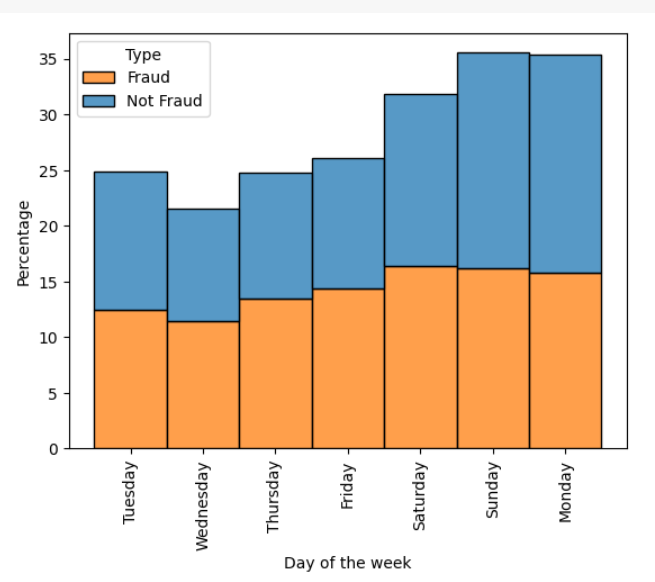 Type
Fraud
Not Fraud
35
30
25
20
15
10
5
0
Percentage
Tuesday
Wednesday
Thursday
Friday
Saturday
Sunday
Monday
Day of the week